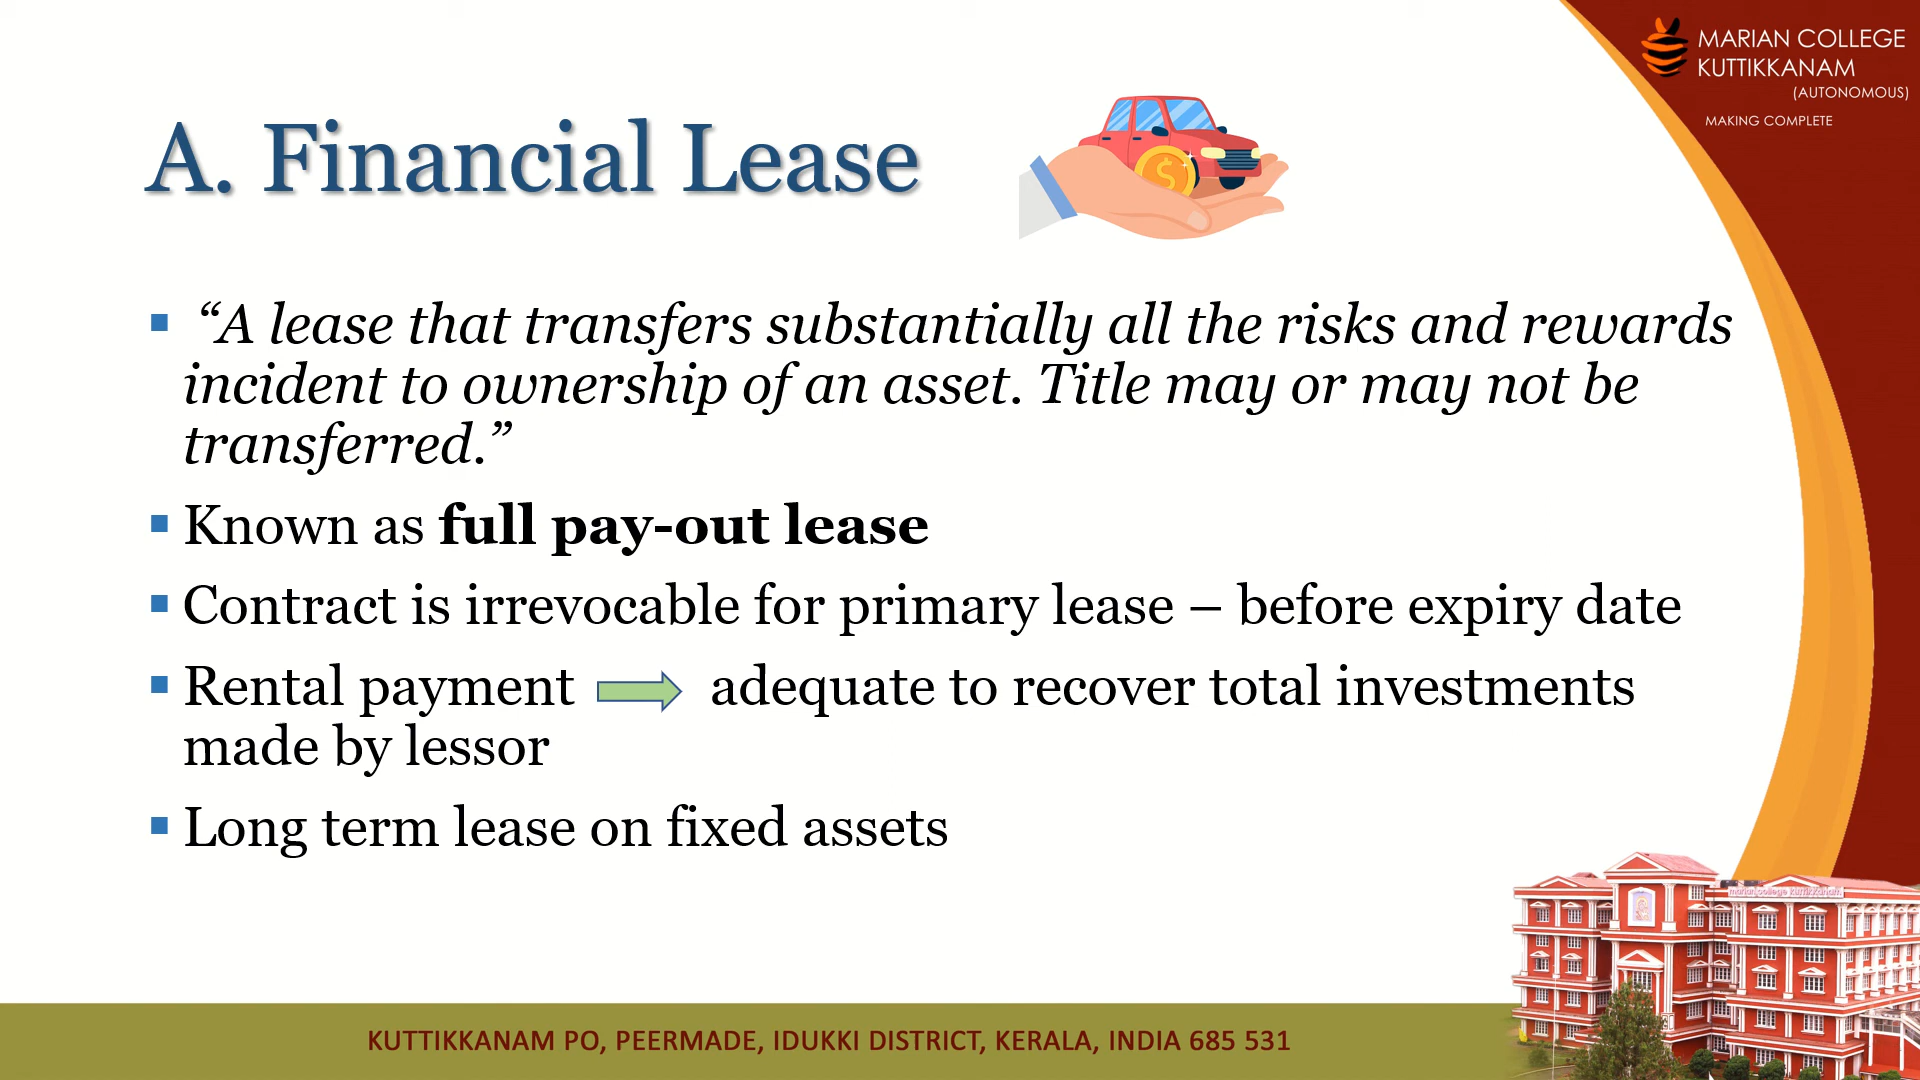 MARIAN COLLEGE
KUTTIKKANAM
(AUTONOMOUS)
MAKING COMPLETE
A. Financial Lease
“A lease that transfers substantially all the risks and rewards
incident to ownership of an asset. Title may or may not be
transferred.”
Known as full pay-out lease
Contract is irrevocable for primary lease – before expiry date
Rental payment adequate to recover total investments
made by lessor
Long term lease on fixed assets
marian college kuttikkanam
KUTTIKKANAM PO, PEERMADE, IDUKKI DISTRICT, KERALA, INDIA 685 531